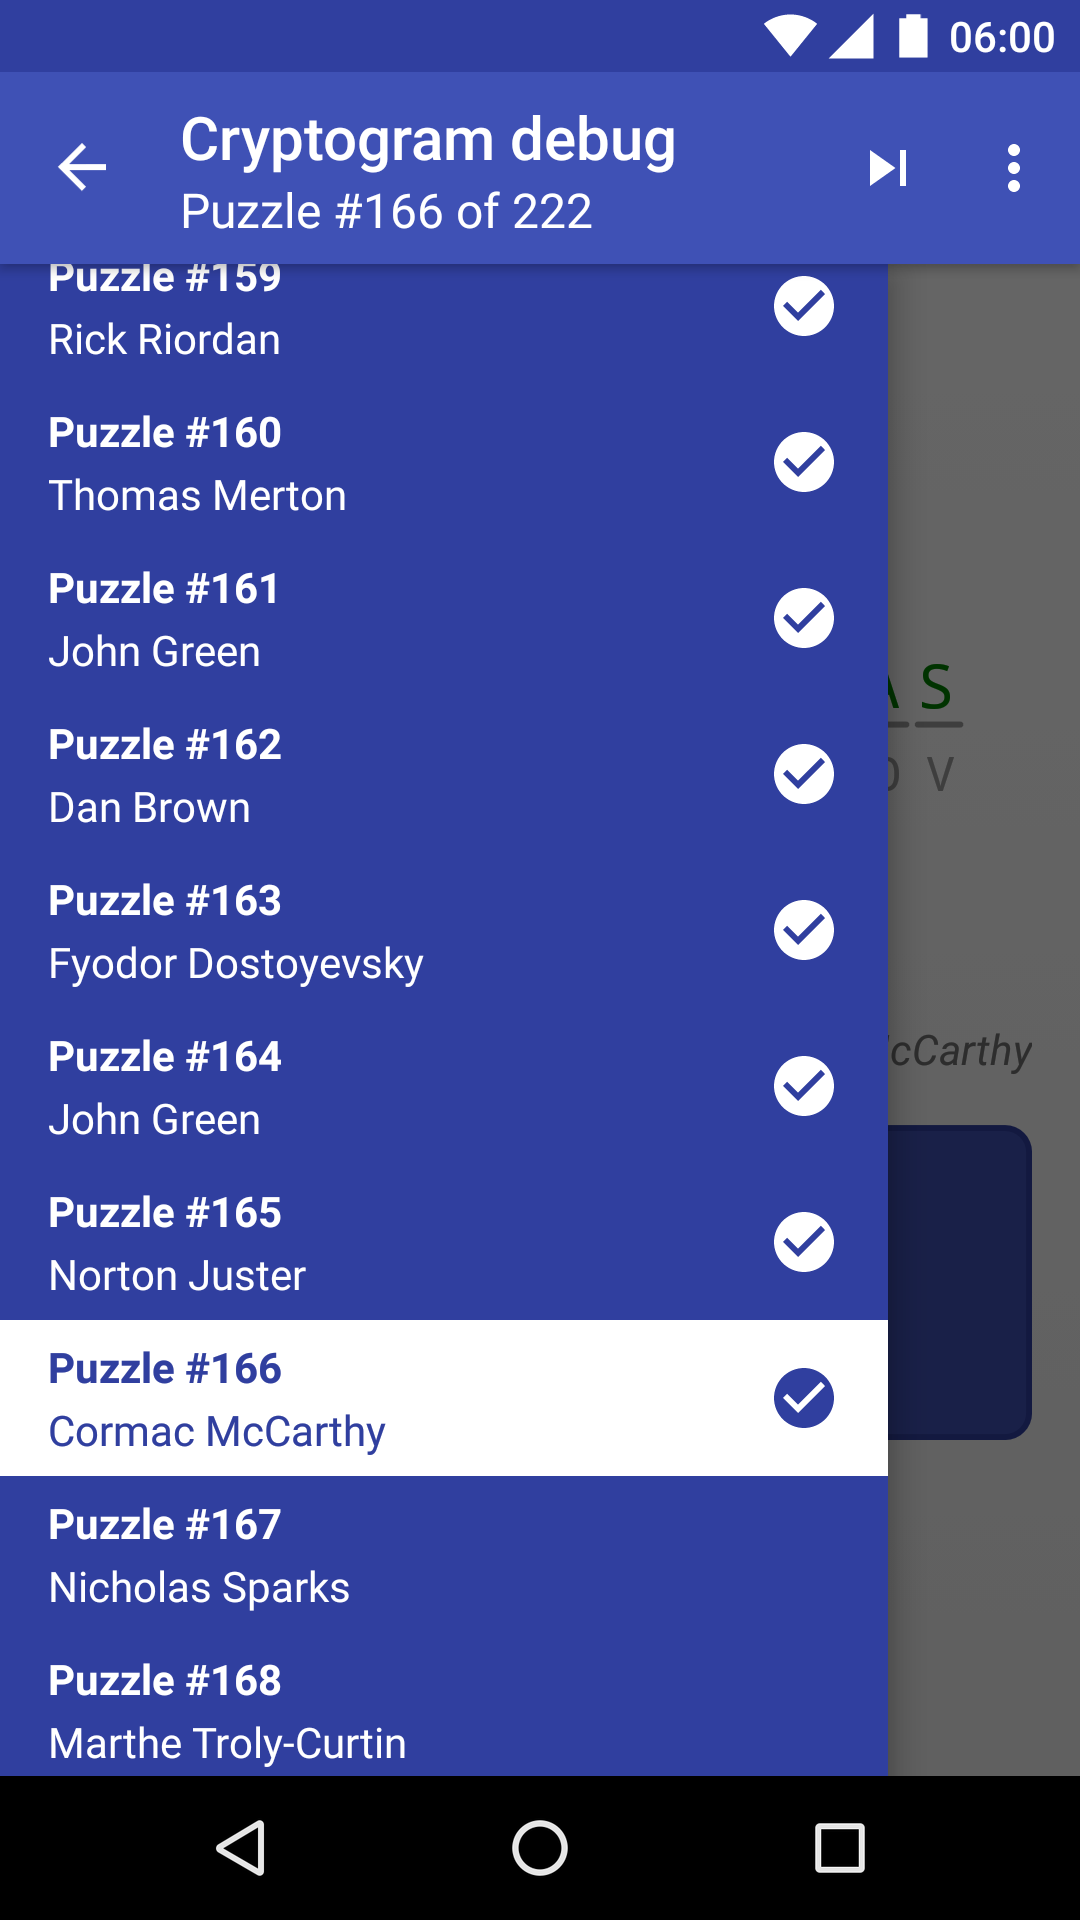 06:00
Cryptogram debug
Puzzle #166 of 222
Puzzle #159
Rick Riordan
Puzzle #160
Thomas Merton
Puzzle #161
John Green
A S
V
Puzzle #162
Dan Brown
Puzzle #163
Fyodor Dostoyevsky
Puzzle #164
John Green
cCarthy
Puzzle #165
Norton Juster
Puzzle #166
Cormac McCarthy
Puzzle #167
Nicholas Sparks
Puzzle #168
Marthe Troly-Curtin